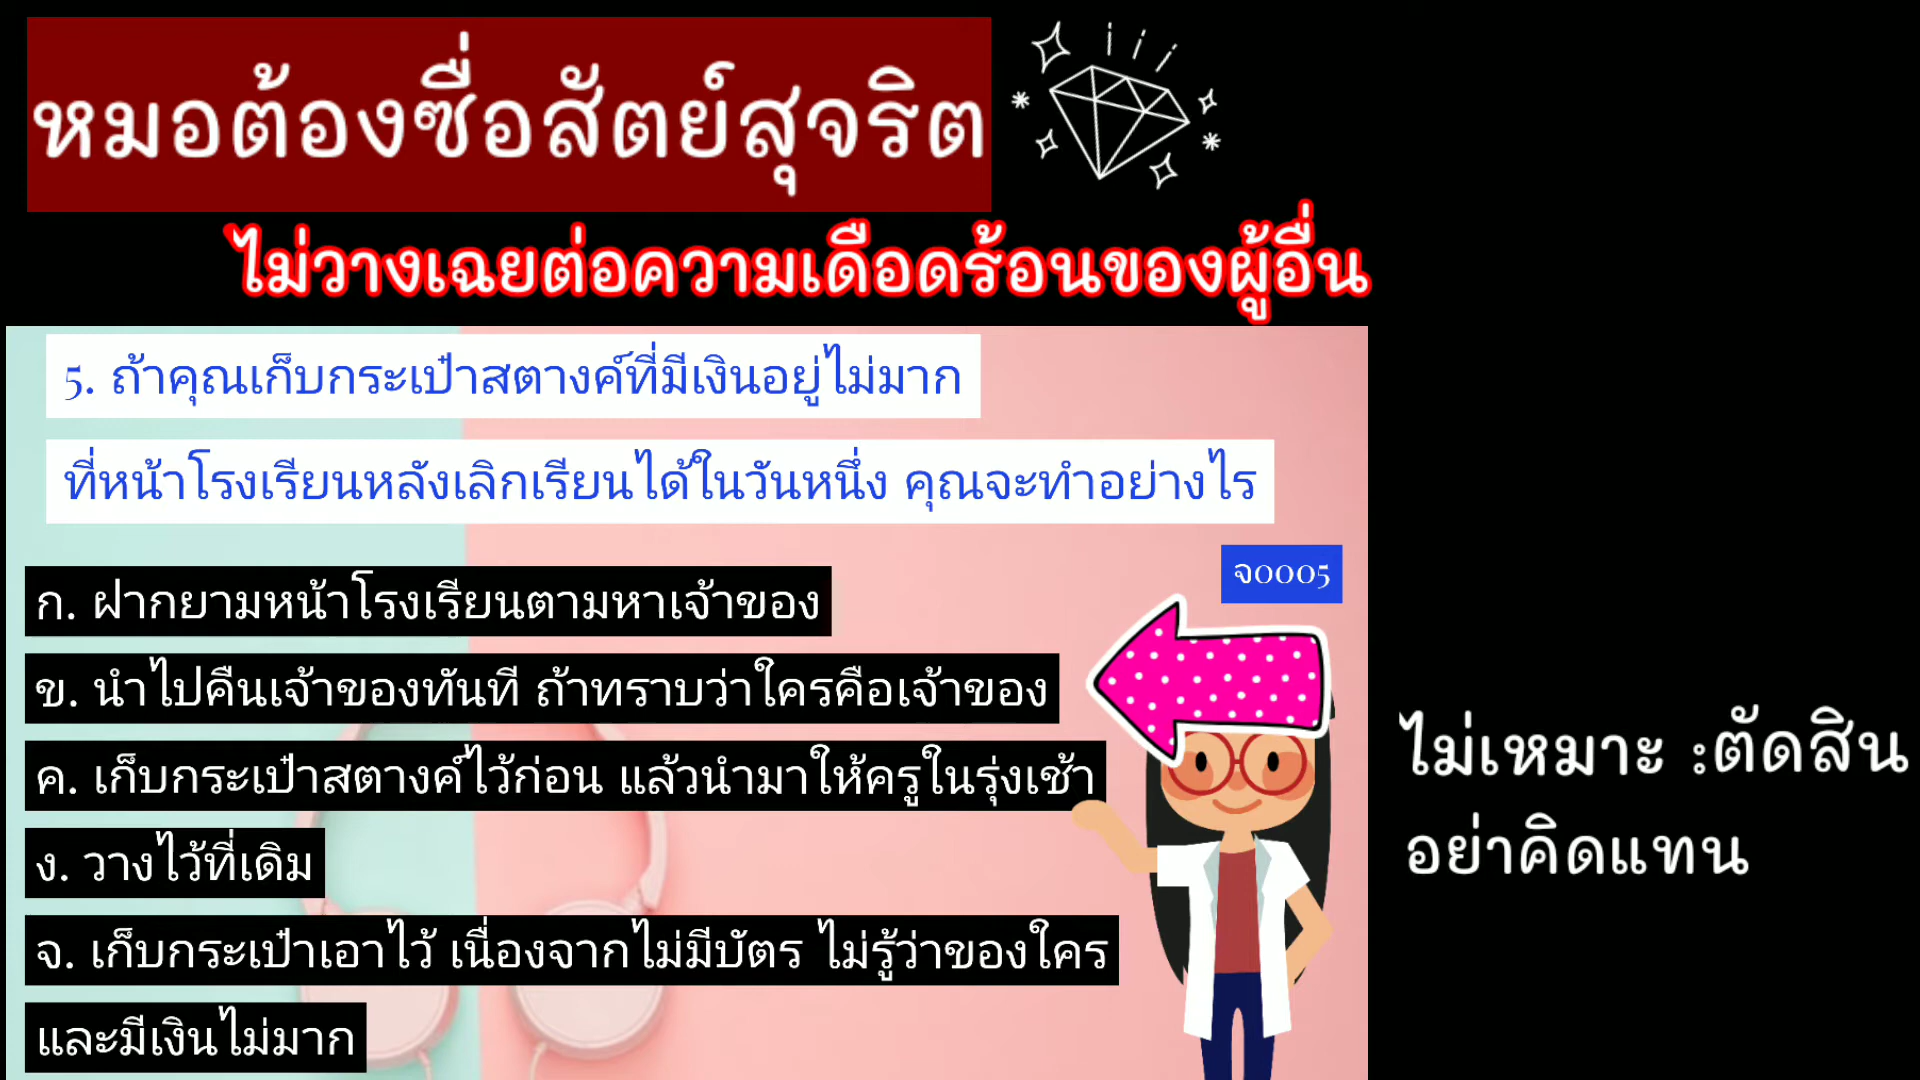 หมอต้องซื่อสัตย์สุจริต
ไม่วางเฉยต่อความเดือดร้อนของผู้อื่น
5. ถ้าคุณเก็บกระเป๋าสตางค์ที่มีเงินอยู่ไม่มาก
ที่หน้าโรงเรียนหลังเลิกเรียนได้ในวันหนึ่ง คุณจะทำอย่างไร
จ0005
ก. ฝากยามหน้าโรงเรียนตามหาเจ้าของ
ข. นำไปคืนเจ้าของทันที ถ้าทราบว่าใครคือเจ้าของ
ค. เก็บกระเป๋าสตางค์ไว้ก่อน แล้วนำมาให้ครูในรุ่งเช้า
ง. วางไว้ที่เดิม
จ. เก็บกระเป๋าเอาไว้ เนื่องจากไม่มีบัตร ไม่รู้ว่าของใคร
และมีเงินไม่มาก
ไม่เหมาะ :ตัดสิน
อย่าคิดแทน